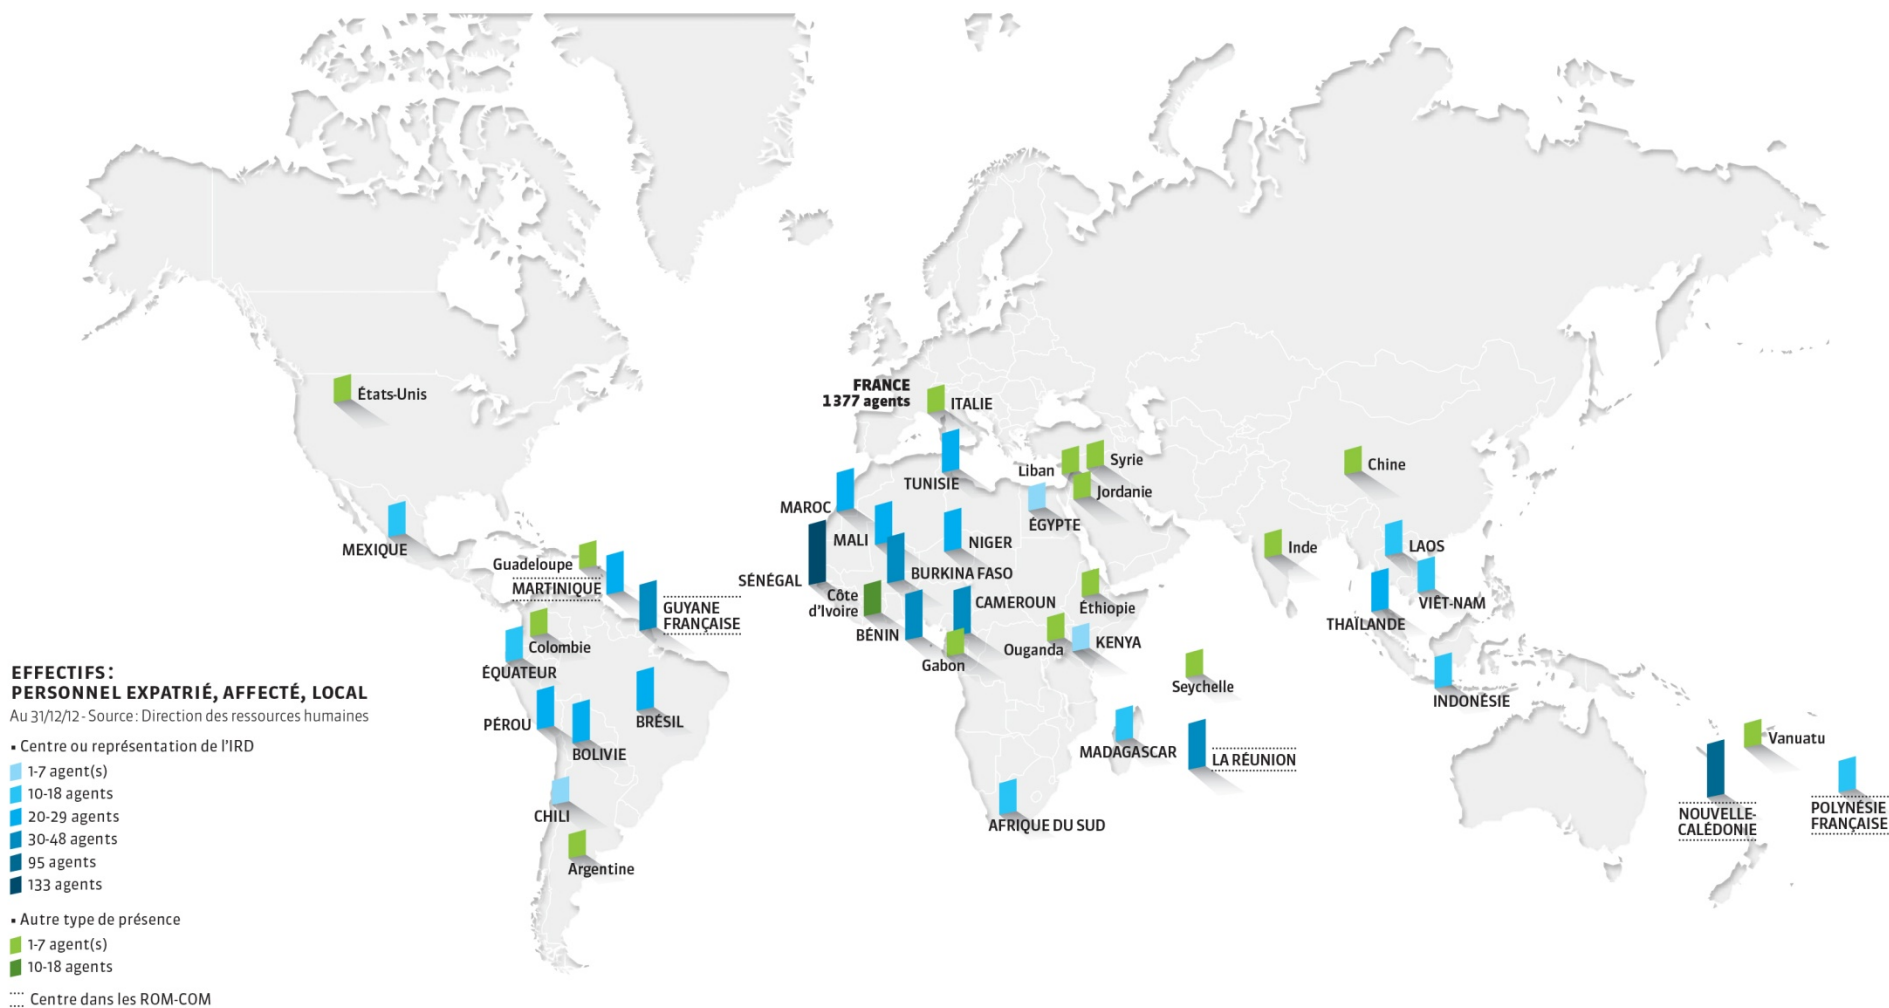 États-Unis
FRANCE
1377 agents
ITALIE
Liban
Syrie
Chine
TUNISIE
Jordanie
MAROC
ÉGYPTE
MEXIQUE
MALI
NIGER
LAOS
Inde
Guadeloupe
SÉNÉGAL
BURKINA FASO
MARTINIQUE
Côte
d'Ivoire
CAMEROUN
Éthiopie
VIÊT-NAM
GUYANE
FRANÇAISE
BÉNIN
THAÏLANDE
Colombie
Gabon
Ouganda
KENYA
ÉQUATEUR
Seychelle
INDONÉSIE
PÉROU
BRÉSIL
BOLIVIE
MADAGASCAR
LA RÉUNION
Vanuatu
CHILI
AFRIQUE DU SUD
NOUVELLE-
CALÉDONIE
POLYNÉSIE
FRANÇAISE
Argentine
EFFECTIFS :
PERSONNEL EXPATRIÉ, AFFECTÉ, LOCAL
Au 31/12/12 - Source : Direction des ressources humaines
▪ Centre ou représentation de l'IRD
1-7 agent(s)
10-18 agents
20-29 agents
30-48 agents
95 agents
133 agents
▪ Autre type de présence
1-7 agent(s)
10-18 agents
Centre dans les ROM-COM